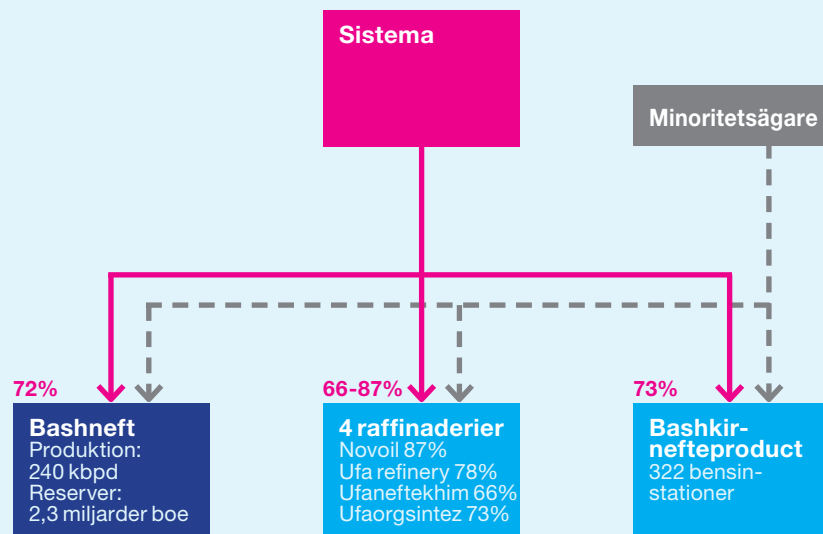 Sistema
Minoritetsägare
72%
66-87%
73%
Bashneft
Produktion:
240 kbpd
Reserver:
2,3 miljarder boe
4 raffinaderier
Novoil 87%
Ufa refinery 78%
Ufaneftekhim 66%
Ufaorgsintez 73%
Bashkir-
nefteproduct
322 bensin-
stationer